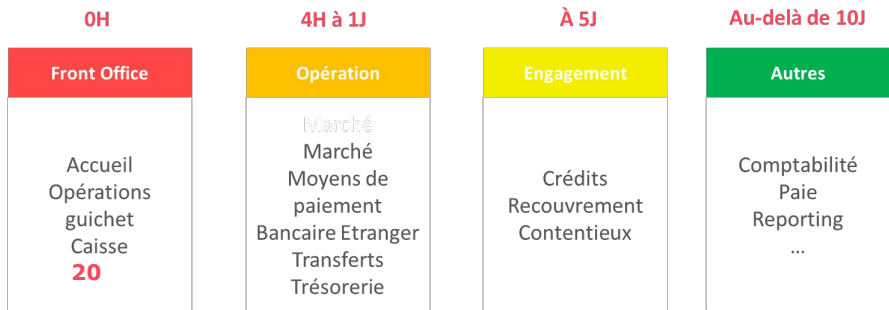 0H
Front Office
Accueil
Opérations
guichet
Caisse
20
4H à 1J
Opération
Marché
Marché
Moyens de
paiement
Bancaire Etranger
Transferts
Trésorerie
À 5J
Engagement
Crédits
Recouvrement
Contentieux
Au-delà de 10J
Autres
Comptabilité
Paie
Reporting
...